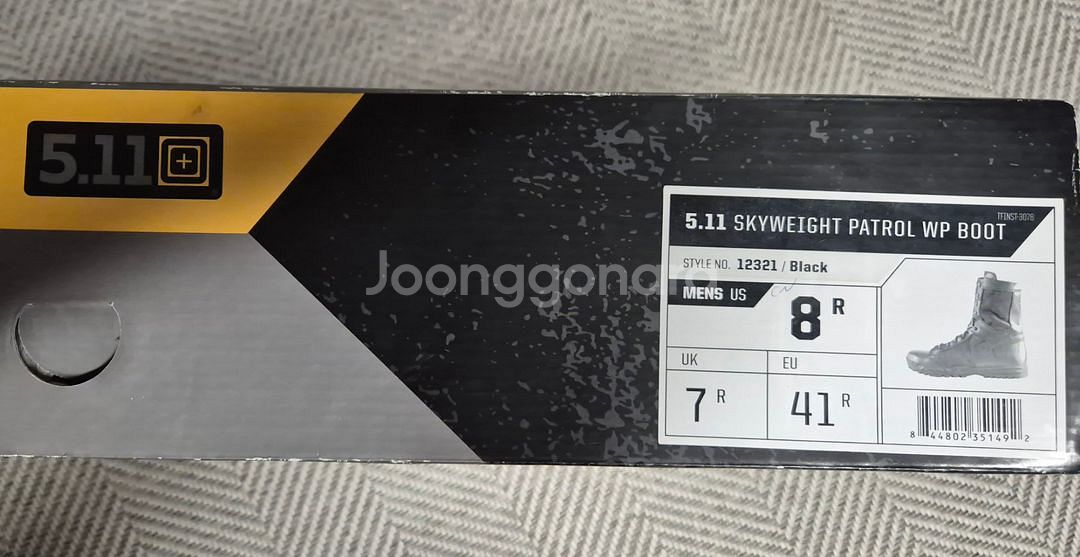 5.11
5.11 SKYWEIGHT PATROL WP BOOT
TFINST-3078
STYLE NO. 12321 / Black
Joonggonara
MENS US
8 R
UK
EU
7 R
41 R
8 44802 35149 2